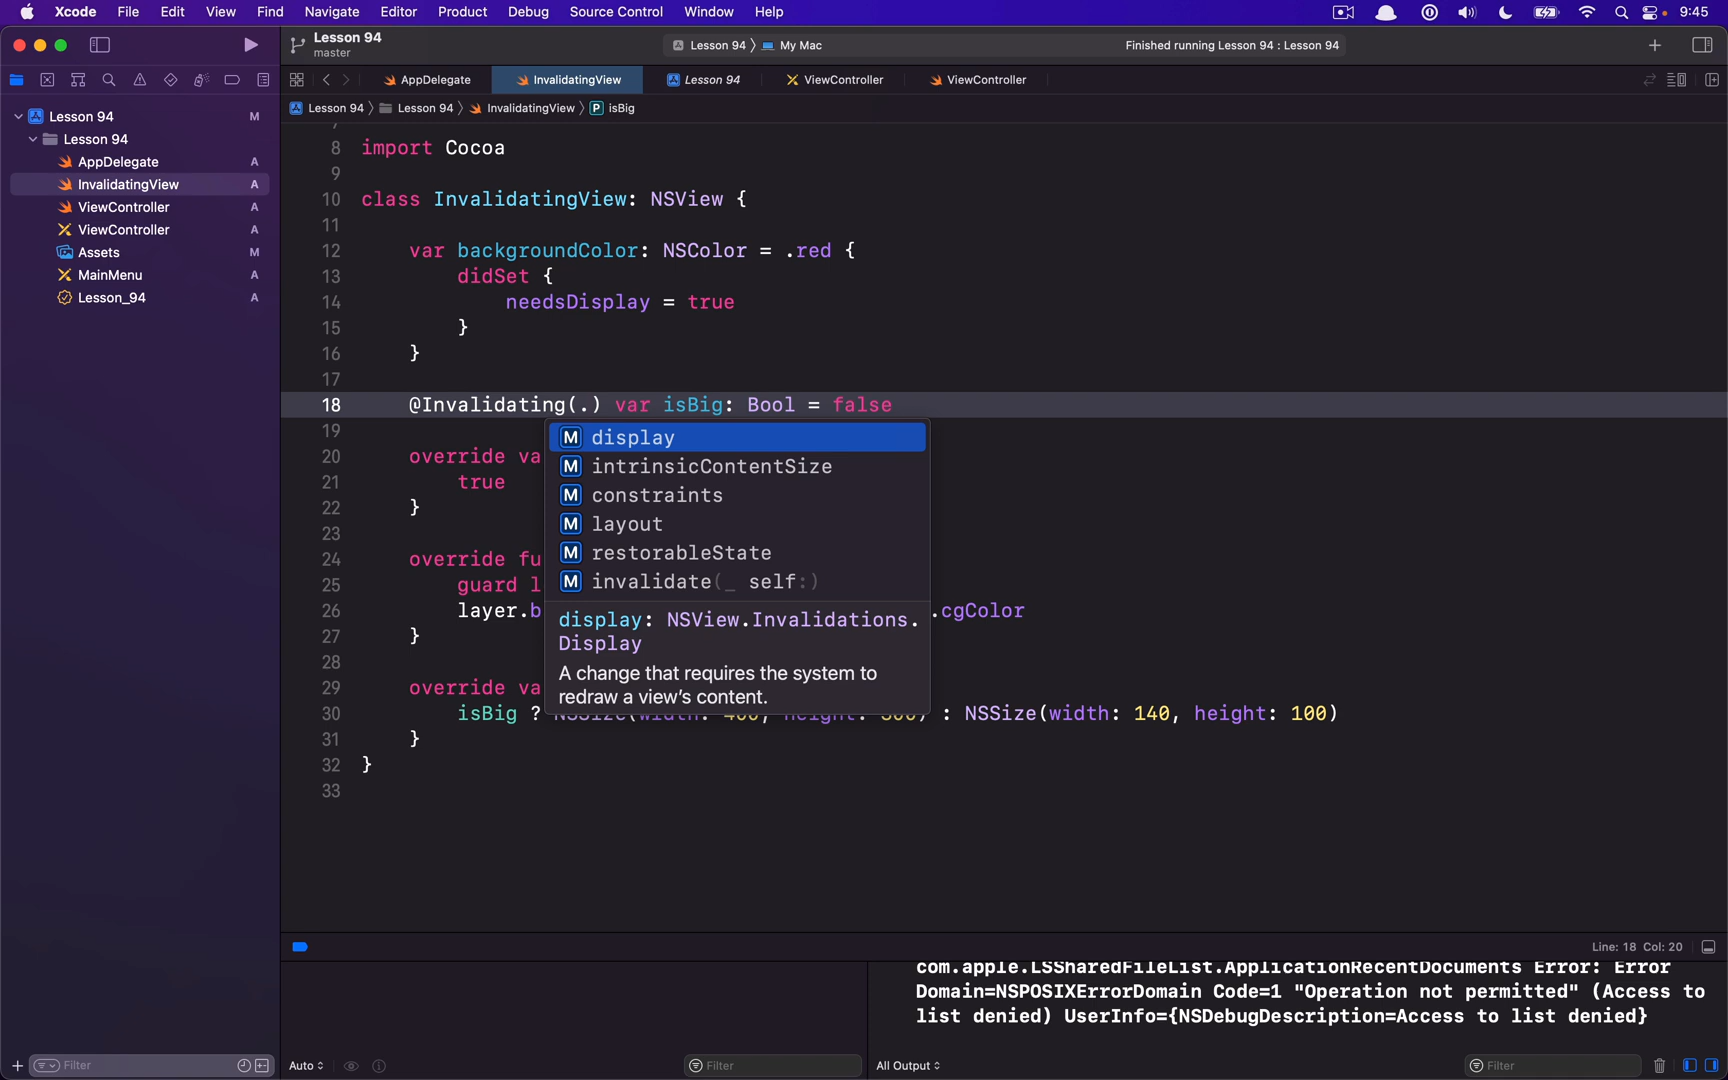 Xcode File Edit View Find Navigate Editor Product Debug Source Control Window Help 9:45
Lesson 94
master
Lesson 94 〉 My Mac
Finished running Lesson 94 : Lesson 94
AppDelegate InvalidatingView Lesson 94 ViewController ViewController
Lesson 94 〉 Lesson 94 〉 InvalidatingView 〉 P isBig
Lesson 94 M
Lesson 94
AppDelegate A
InvalidatingView A
ViewController A
ViewController A
Assets M
MainMenu A
Lesson_94 A
8 import Cocoa
9
10 class InvalidatingView: NSView {
11
12 var backgroundColor: NSColor = .red {
13 didSet {
14 needsDisplay = true
15 }
16 }
17
18 @Invalidating(.) var isBig: Bool = false
19
20 override va
21 true
22 }
23
24 override fu
25 guard l
26 layer.b .cgColor
27 }
28
29 override va
30 isBig ? NSSize(width: 400, height: 300) : NSSize(width: 140, height: 100)
31 }
32 }
33
M display
M intrinsicContentSize
M constraints
M layout
M restorableState
M invalidate(_ self:)
display: NSView.Invalidations.
Display
A change that requires the system to
redraw a view’s content.
Line: 18 Col: 20
com.apple.LSSharedFileList.ApplicationRecentDocuments Error: Error
Domain=NSPOSIXErrorDomain Code=1 "Operation not permitted" (Access to
list denied) UserInfo={NSDebugDescription=Access to list denied}
Filter
Auto
Filter
All Output
Filter